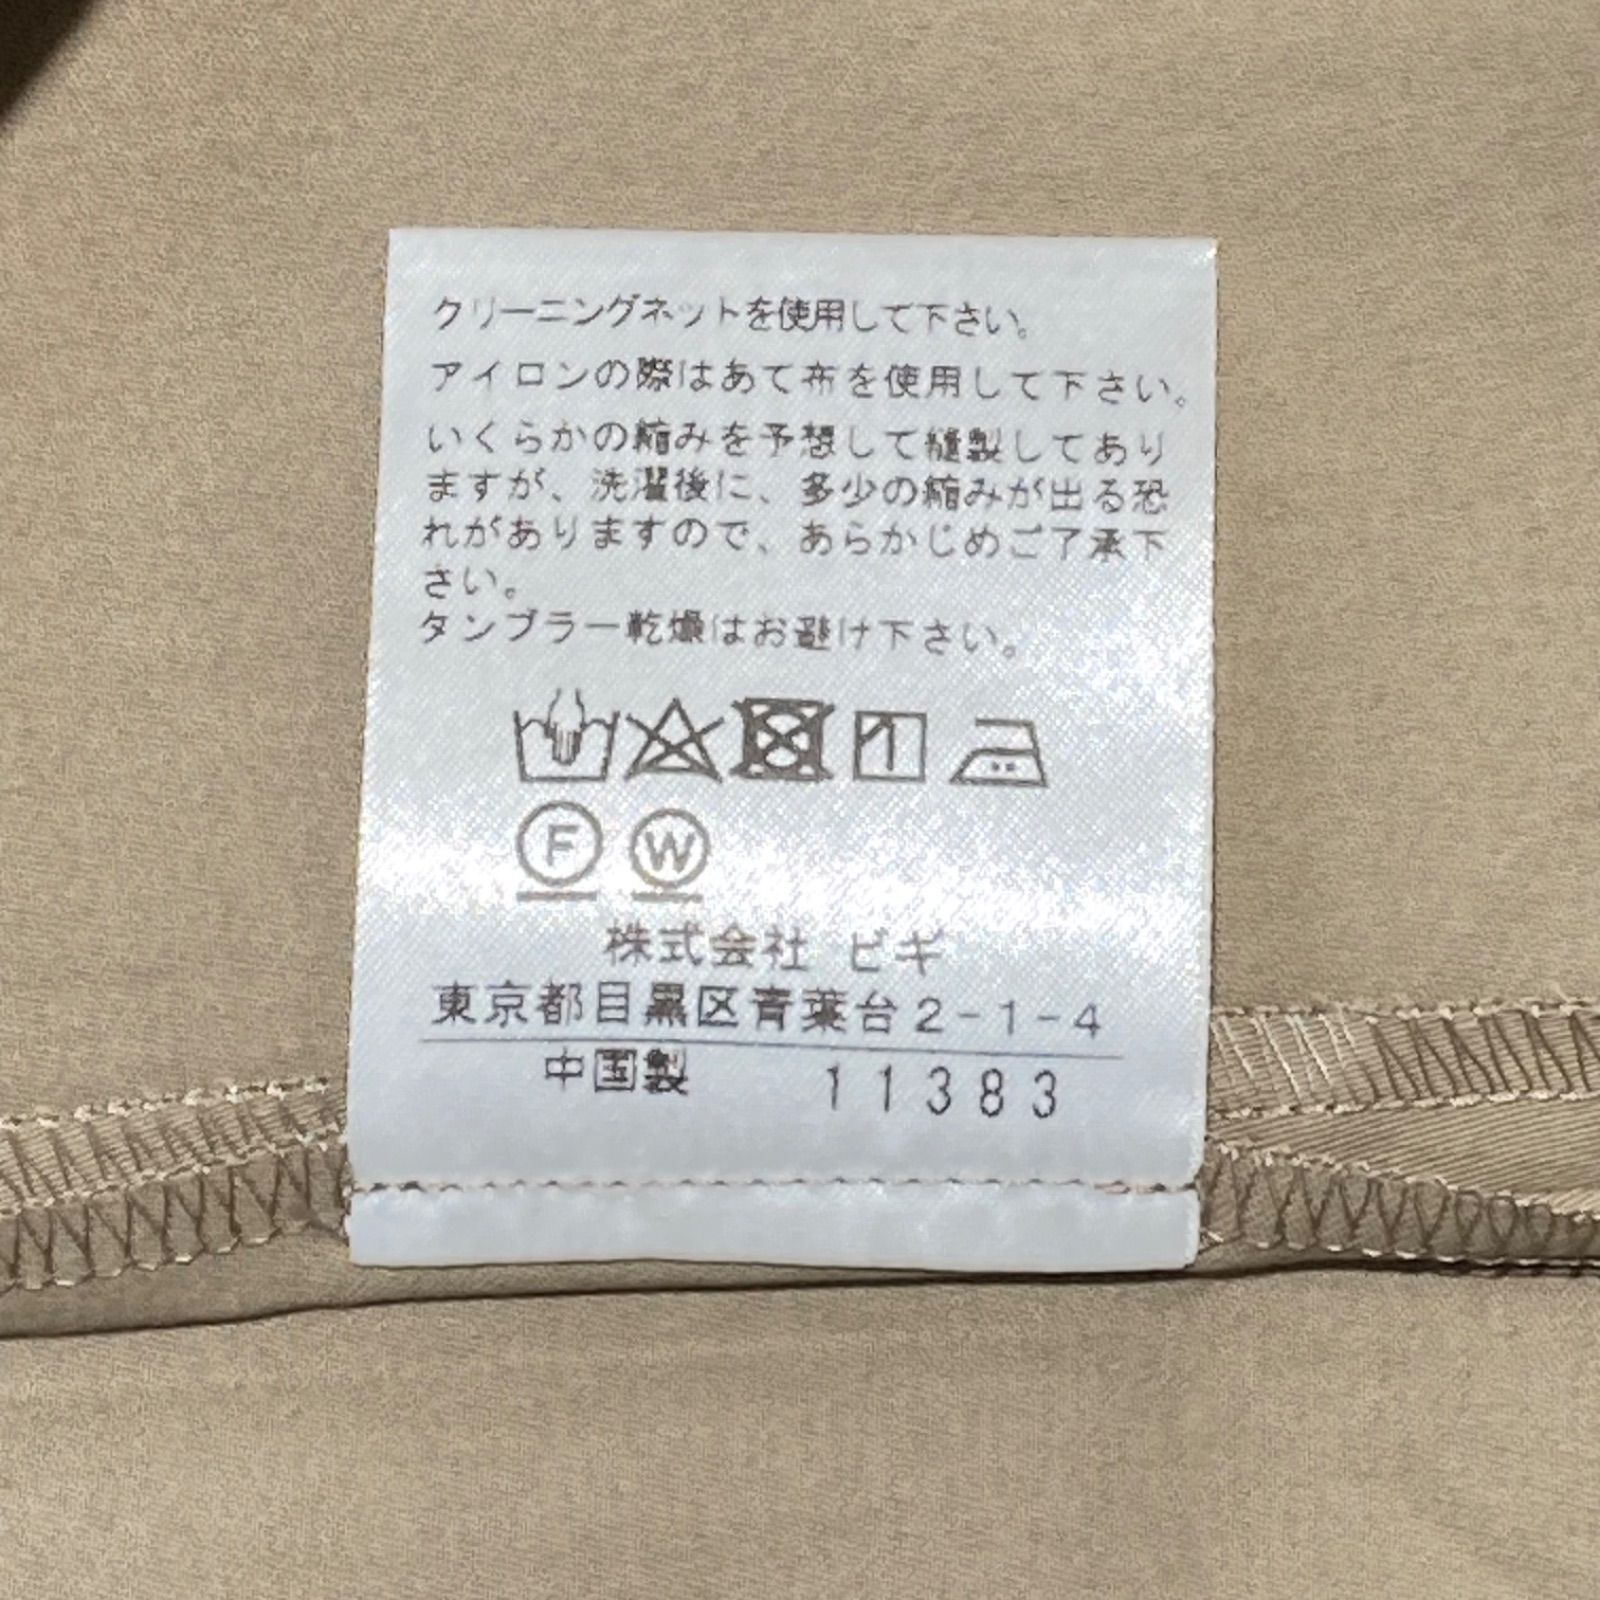 クリーニングネットを使用して下さい。
アイロンの際はあて布を使用して下さい。
いくらかの縮みを予想して縫製してあり
ますが、洗濯後に、多少の縮みが出る恐
れがありますので、あらかじめご了承下
さい。
タンブラー乾燥はお避け下さい。
F W
株式会社 ビギ
東京都目黒区青葉台2-1-4
中国製 11383